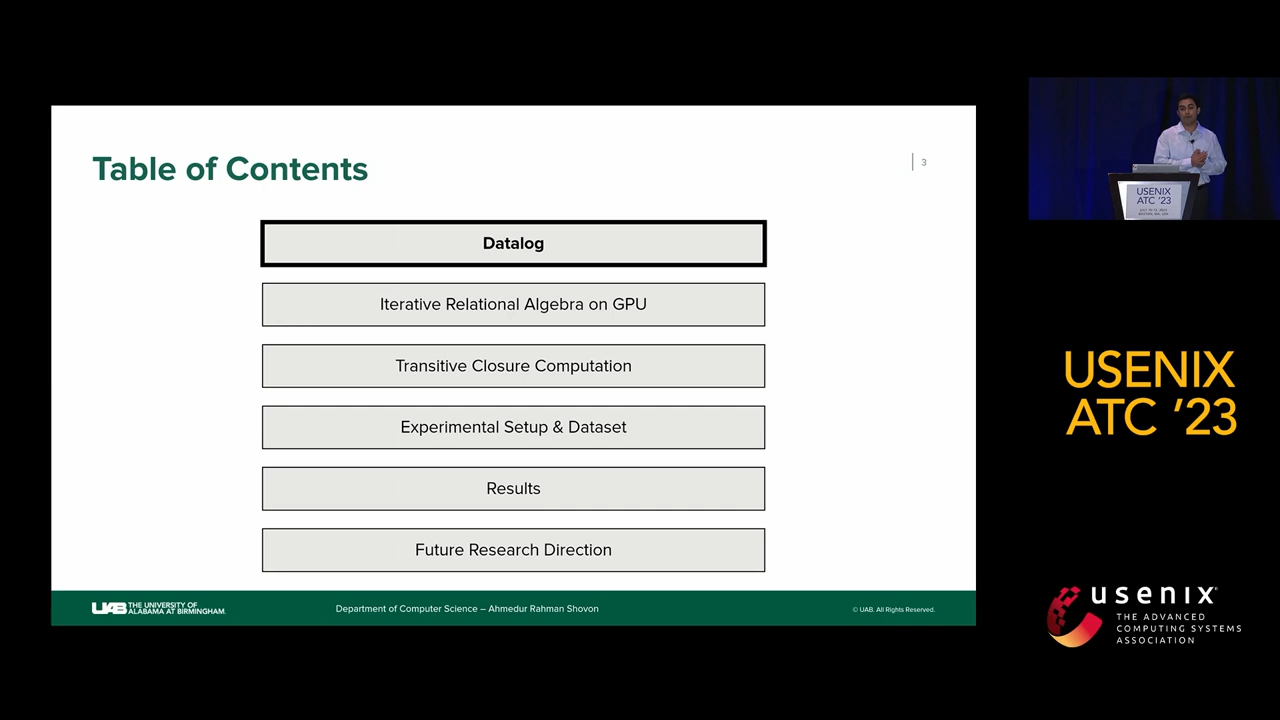 Table of Contents
3
Datalog
Iterative Relational Algebra on GPU
Transitive Closure Computation
Experimental Setup & Dataset
Results
Future Research Direction
UAB THE UNIVERSITY OF
ALABAMA AT BIRMINGHAM.
Department of Computer Science – Ahmedur Rahman Shovon
© UAB. All Rights Reserved.
USENIX
ATC '23
USENIX
ATC ’23
usenix
THE ADVANCED
COMPUTING SYSTEMS
ASSOCIATION